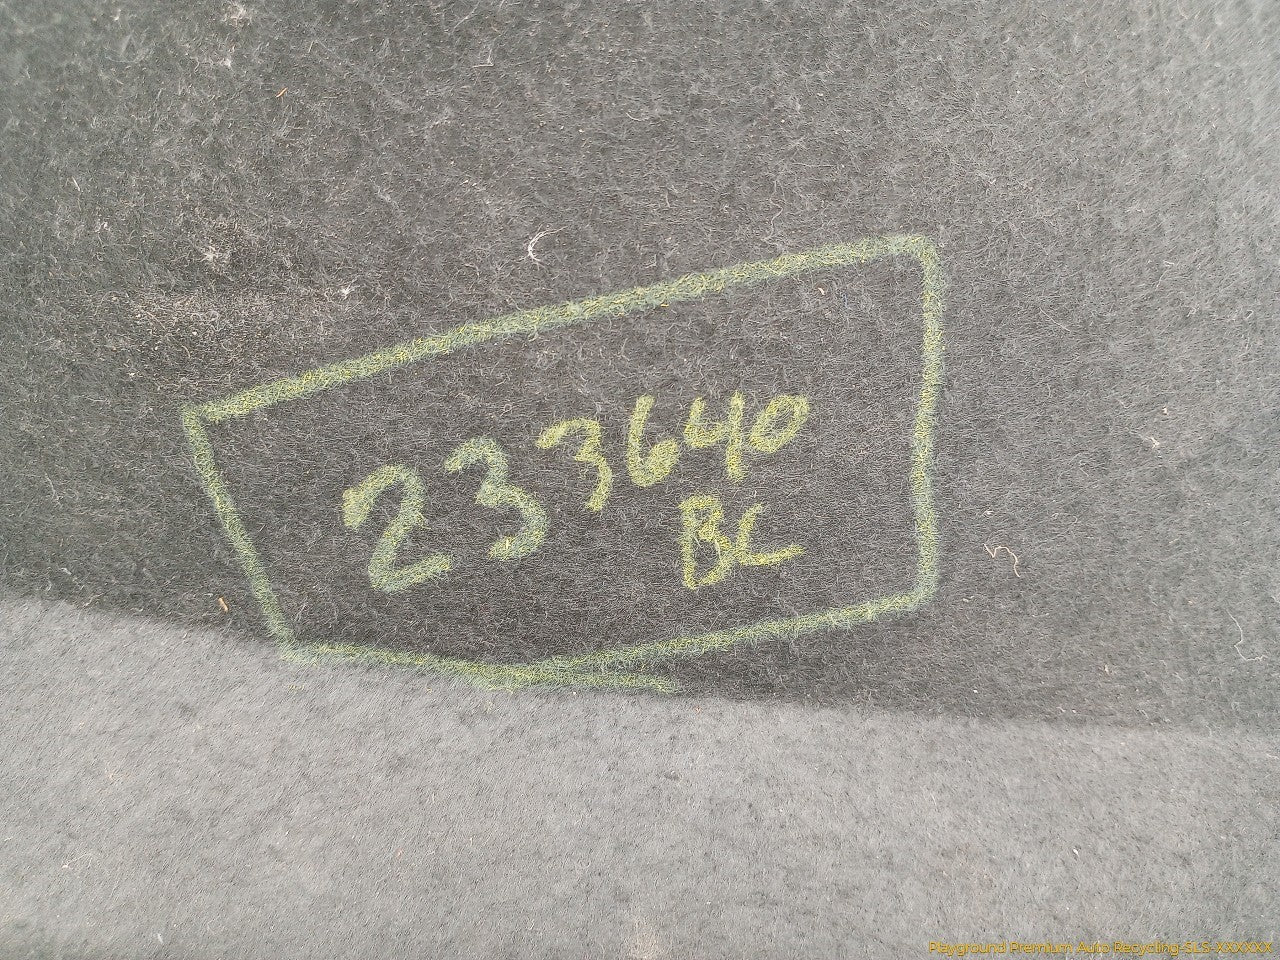 233640
BC
Playground Premium Auto Recycling-SLS-XXXXXX